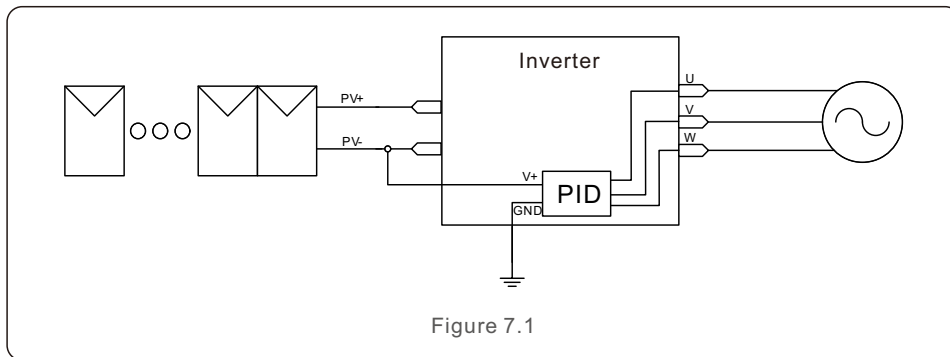 Inverter
PV+
PV-
U
V
W
V+
PID
GND
Figure 7.1